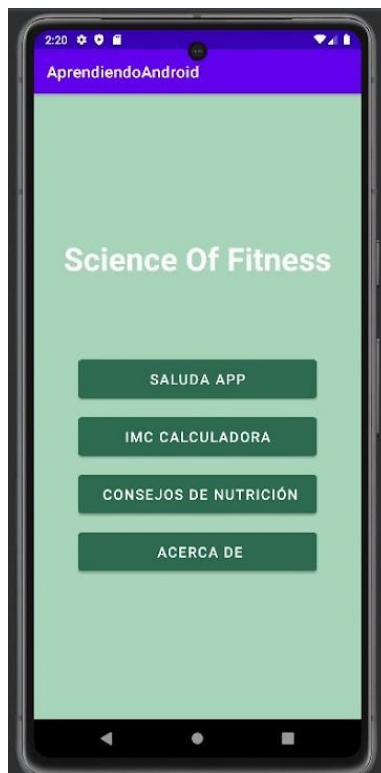 2:20
AprendiendoAndroid
Science Of Fitness
SALUDA APP
IMC CALCULADORA
CONSEJOS DE NUTRICIÓN
ACERCA DE